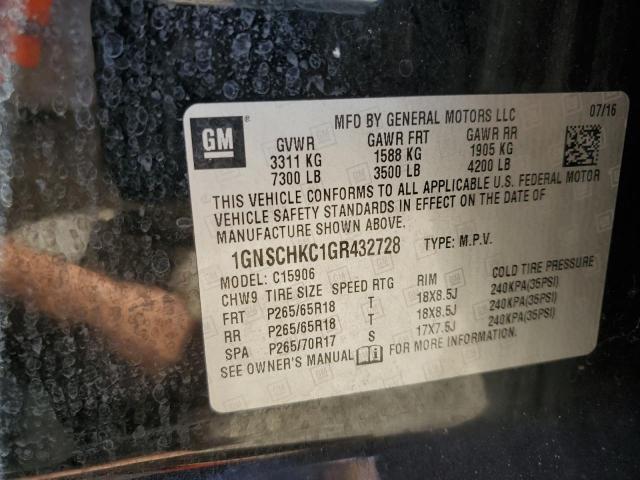 MFD BY GENERAL MOTORS LLC 07/16
GM ®
GVWR GAWR FRT GAWR RR
3311 KG 1588 KG 1905 KG
7300 LB 3500 LB 4200 LB
THIS VEHICLE CONFORMS TO ALL APPLICABLE U.S. FEDERAL MOTOR
VEHICLE SAFETY STANDARDS IN EFFECT ON THE DATE OF
MANUFACTURE SHOWN ABOVE.
1GNSCHKC1GR432728 TYPE: M.P.V.
MODEL: C15906
CHW9 TIRE SIZE SPEED RTG RIM COLD TIRE PRESSURE
FRT P265/65R18 T 18X8.5J 240KPA(35PSI)
RR P265/65R18 T 18X8.5J 240KPA(35PSI)
SPA P265/70R17 S 17X7.5J 240KPA(35PSI)
SEE OWNER'S MANUAL FOR MORE INFORMATION.